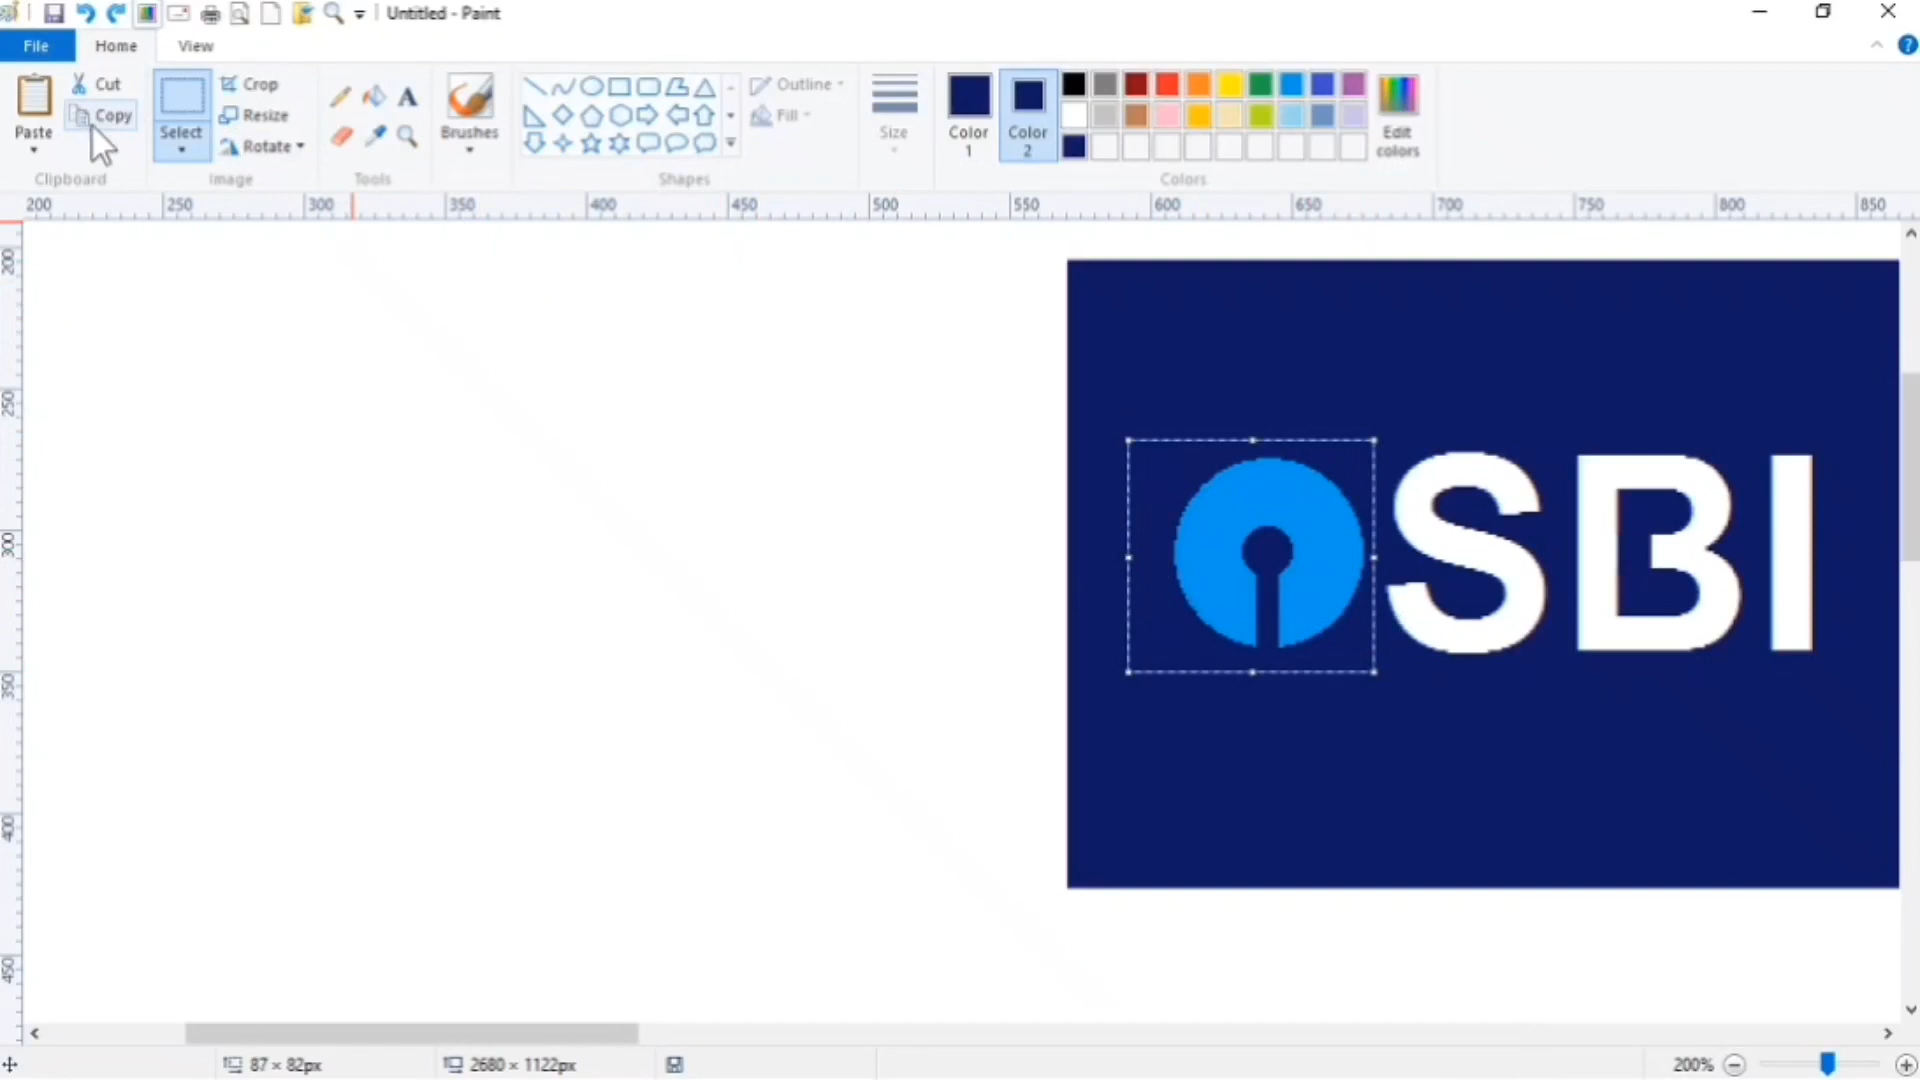 Untitled - Paint
File Home View
Paste Cut Copy Clipboard
Select Crop Resize Rotate Image
Tools
Brushes
Shapes
Outline Fill
Size
Color 1
Color 2
Edit colors
Colors
200 250 300 350 400 450 500 550 600 650 700 750 800 850
200
250
300
350
400
450
SBI
87 × 82px 2680 × 1122px 200%